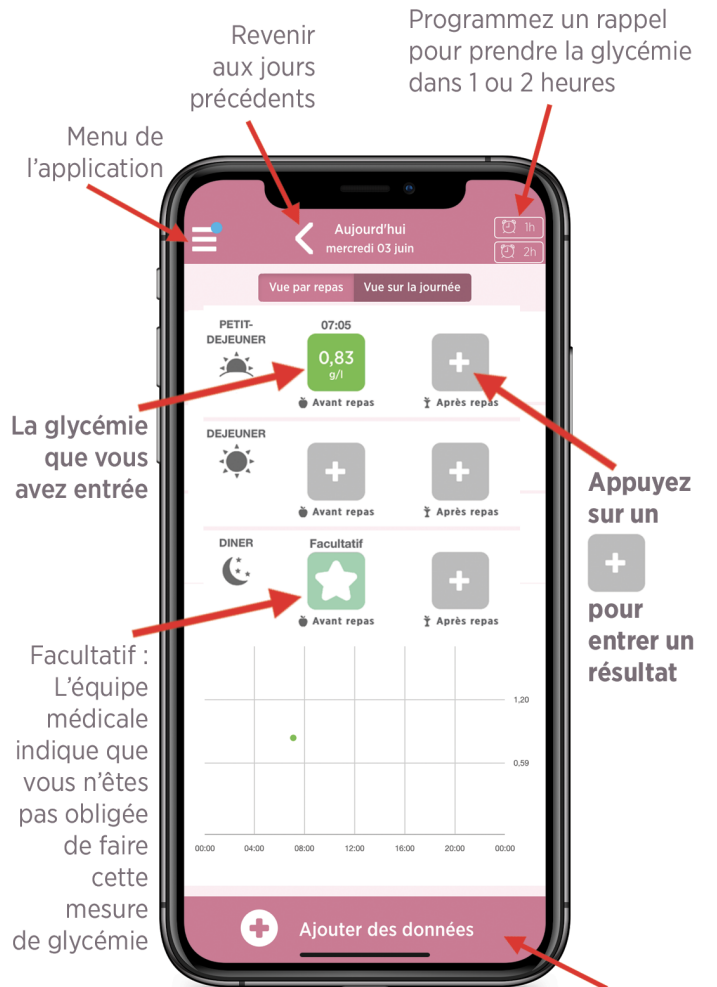 Programmez un rappel
pour prendre la glycémie
dans 1 ou 2 heures
Revenir
aux jours
précédents
Menu de
l'application
Aujourd'hui
mercredi 03 juin
1h
2h
Vue par repas
Vue sur la journée
PETIT-
DEJEUNER
07:05
0,83
g/l
Avant repas
Après repas
La glycémie
que vous
avez entrée
DEJEUNER
Avant repas
Après repas
Appuyez
sur un
+
pour
entrer un
résultat
DINER
Facultatif
Avant repas
Après repas
Facultatif :
L'équipe
médicale
indique que
vous n'êtes
pas obligée
de faire
cette
mesure
de glycémie
1,20
0,59
00:00 04:00 08:00 12:00 16:00 20:00 00:00
Ajouter des données